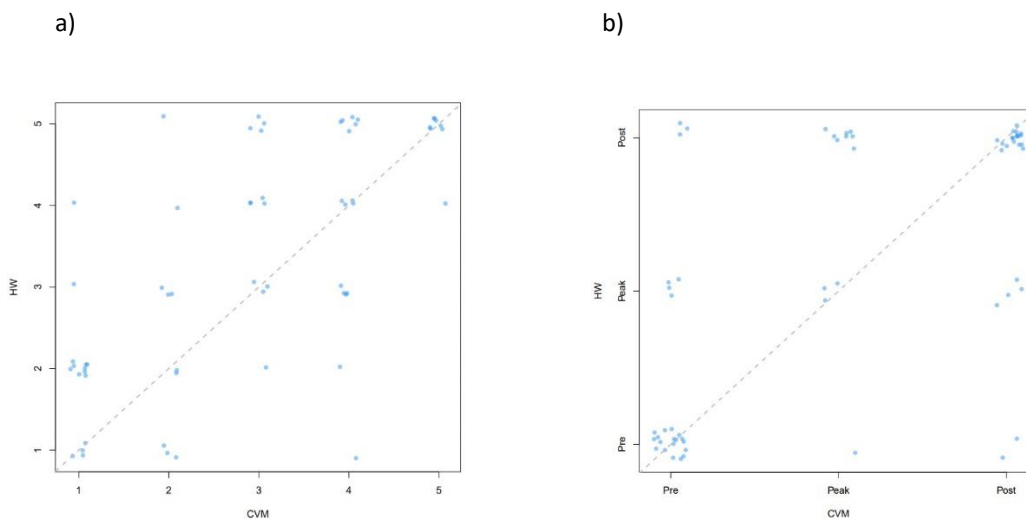 a)
b)
5
4
3
2
1
HW
1 2 3 4 5
CVM
Post
Peak
Pre
HW
Pre Peak Post
CVM